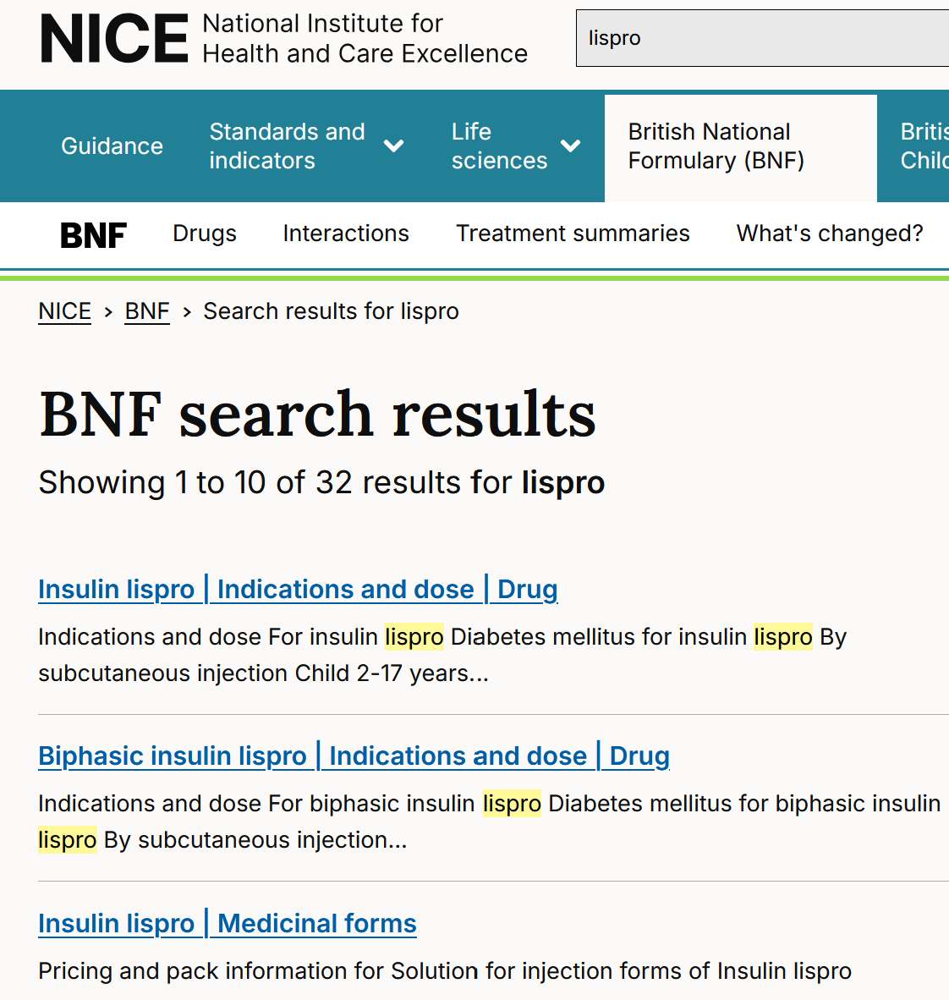 NICE National Institute for
Health and Care Excellence
lispro
Guidance
Standards and
indicators
Life
sciences
British National
Formulary (BNF)
BNF Drugs Interactions Treatment summaries What's changed?
NICE › BNF › Search results for lispro
BNF search results
Showing 1 to 10 of 32 results for lispro
Insulin lispro | Indications and dose | Drug
Indications and dose For insulin lispro Diabetes mellitus for insulin lispro By
subcutaneous injection Child 2-17 years...
Biphasic insulin lispro | Indications and dose | Drug
Indications and dose For biphasic insulin lispro Diabetes mellitus for biphasic insulin
lispro By subcutaneous injection...
Insulin lispro | Medicinal forms
Pricing and pack information for Solution for injection forms of Insulin lispro